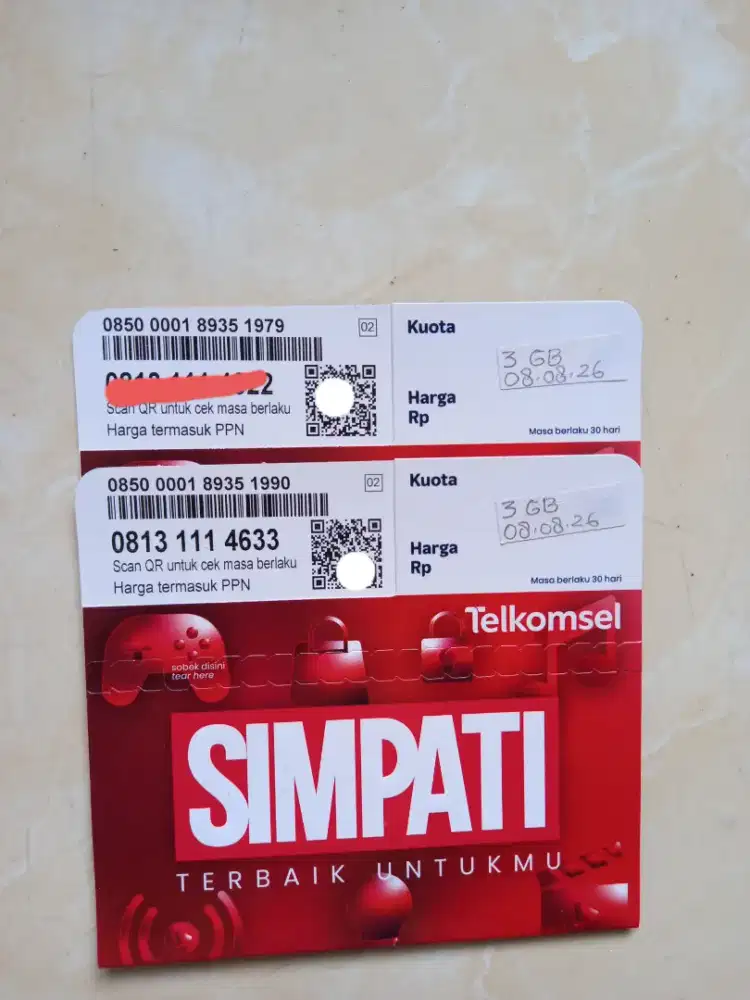 0850 0001 8935 1979
02
Scan QR untuk cek masa berlaku
Harga termasuk PPN
Kuota
3 GB
08.08.26
Harga
Rp
Masa berlaku 30 hari
0850 0001 8935 1990
02
0813 111 4633
Scan QR untuk cek masa berlaku
Harga termasuk PPN
Kuota
3 GB
08.08.26
Harga
Rp
Masa berlaku 30 hari
Telkomsel
sobek disini
tear here
SIMPATI
TERBAIK UNTUKMU